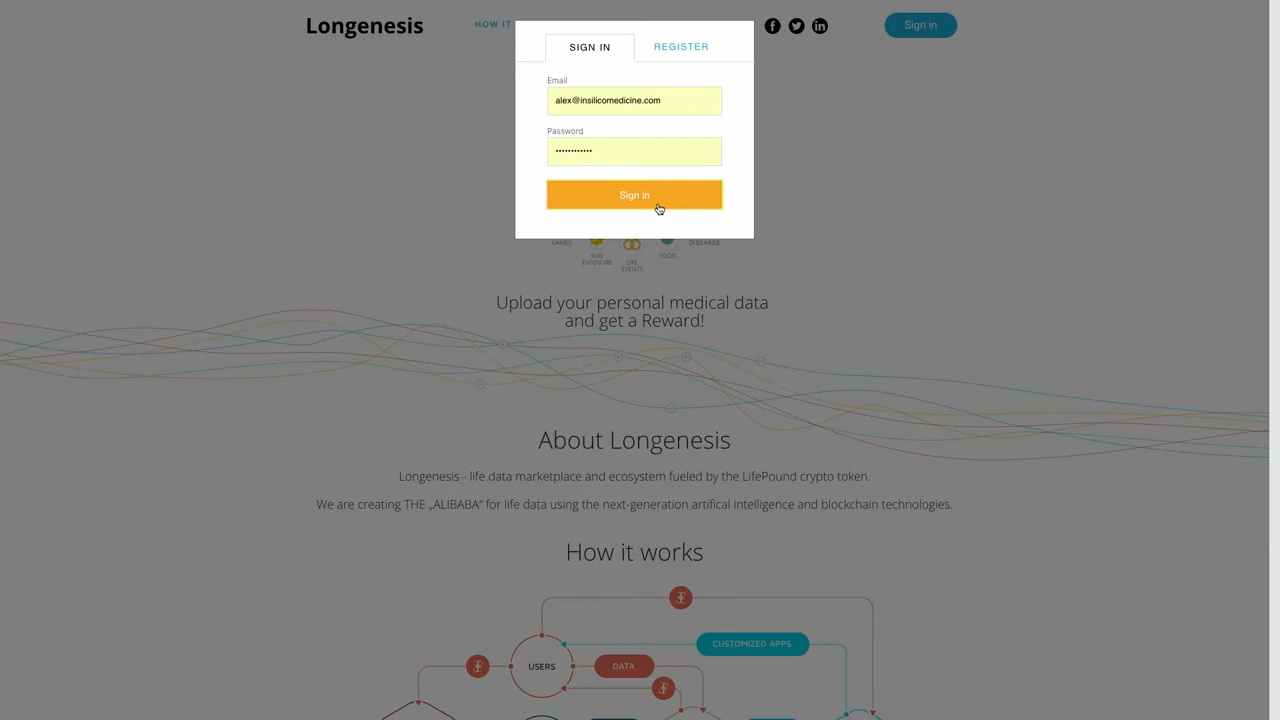 Longenesis
HOW IT
Sign in
SIGN IN
REGISTER
Email
alex@insilicomedicine.com
Password
••••••••••••
Sign in
GAMES
SUN
EXPOSURE
LIFE
EVENTS
FOOD
DISEASES
Upload your personal medical data
and get a Reward!
About Longenesis
Longenesis - life data marketplace and ecosystem fueled by the LifePound crypto token.
We are creating THE „ALIBABA” for life data using the next-generation artifical intelligence and blockchain technologies.
How it works
CUSTOMIZED APPS
USERS
DATA